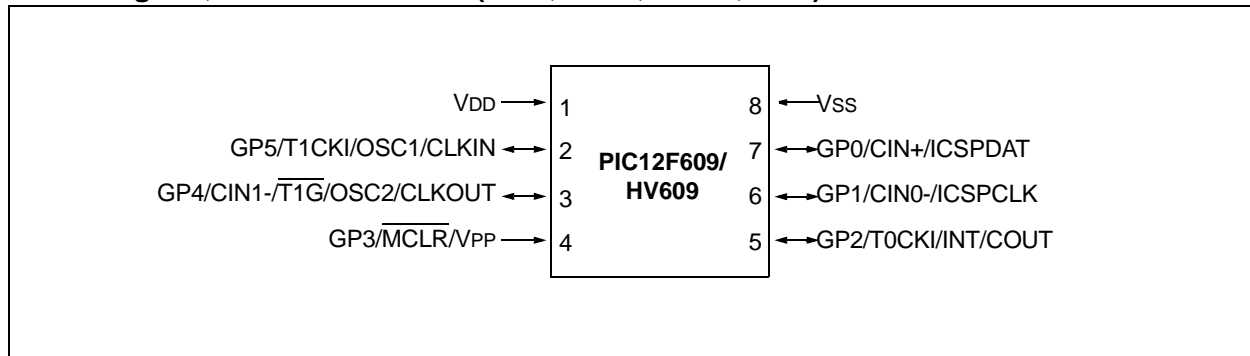 VDD 1 8 VSS
GP5/T1CKI/OSC1/CLKIN 2 PIC12F609/ 7 GP0/CIN+/ICSPDAT
GP4/CIN1-/T1G/OSC2/CLKOUT 3 HV609 6 GP1/CIN0-/ICSPCLK
GP3/MCLR/VPP 4 5 GP2/T0CKI/INT/COUT